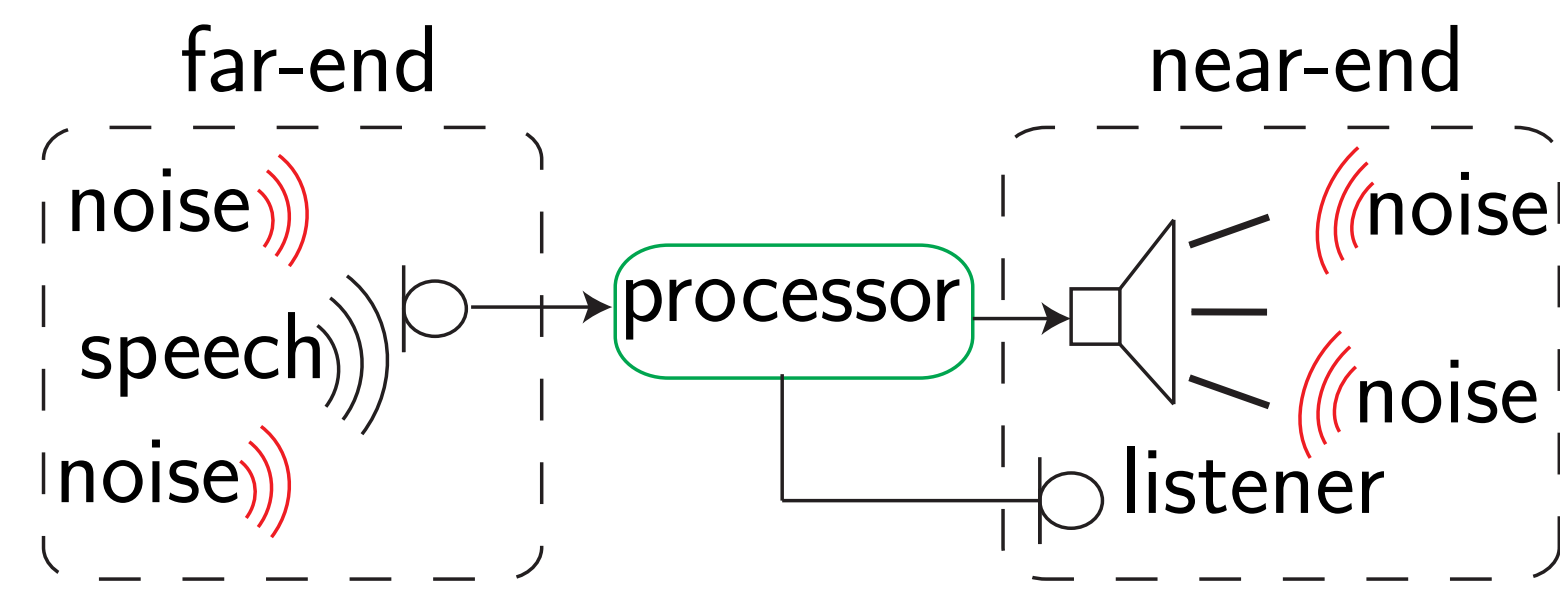 far-end
near-end
noise
noise
processor
speech
noise
listener
noise